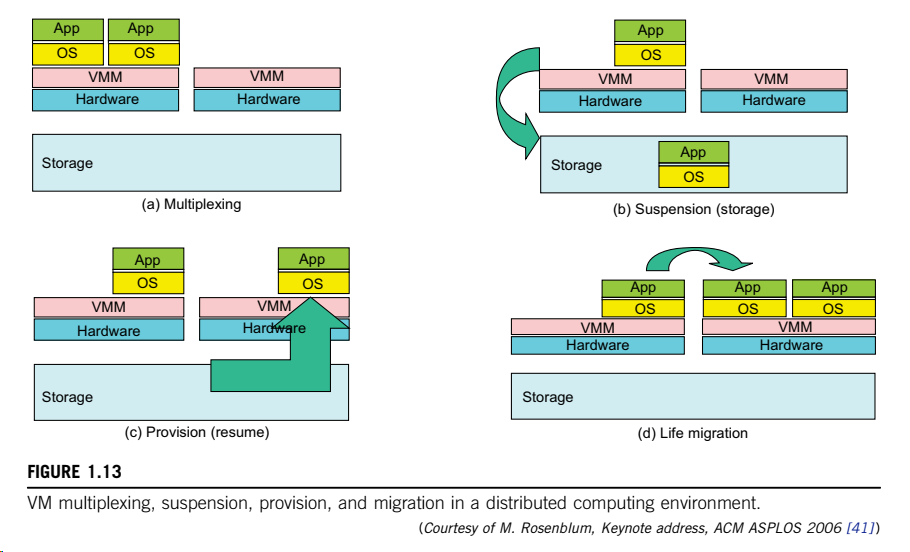 App App
OS OS
VMM VMM
Hardware Hardware
Storage
(a) Multiplexing
App
OS
VMM VMM
Hardware Hardware
App
Storage
OS
(b) Suspension (storage)
App App
OS OS
VMM VMM
Hardware Hardware
Storage
(c) Provision (resume)
App App App
OS OS OS
VMM VMM
Hardware Hardware
Storage
(d) Life migration
FIGURE 1.13
VM multiplexing, suspension, provision, and migration in a distributed computing environment.
(Courtesy of M. Rosenblum, Keynote address, ACM ASPLOS 2006 [41])